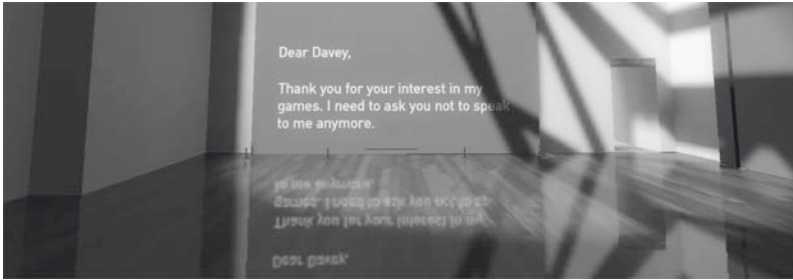 Dear Davey,
Thank you for your interest in my
games. I need to ask you not to speak
to me anymore.